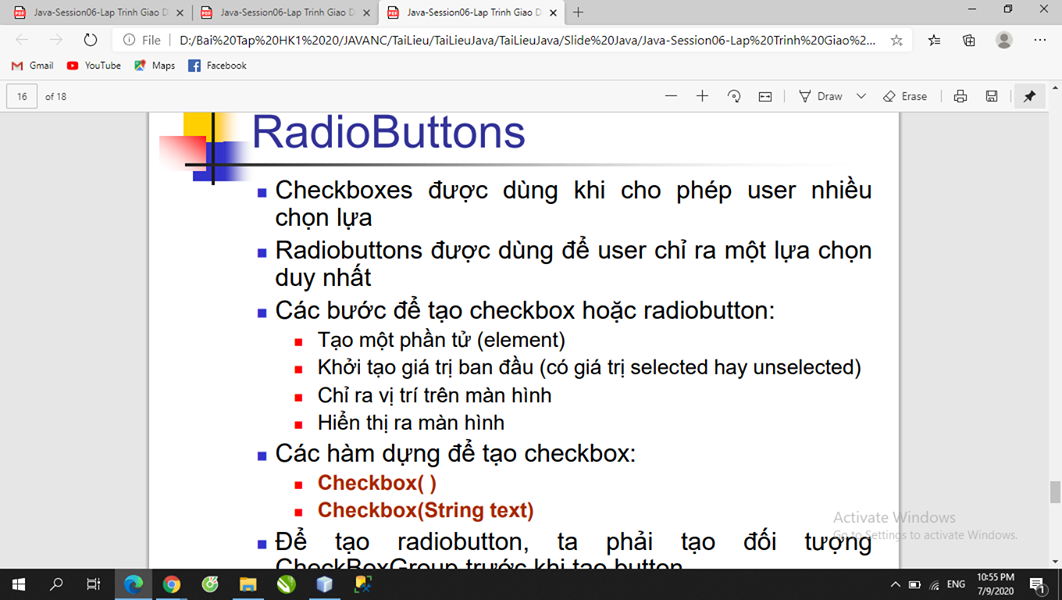 Java-Session06-Lap Trinh Giao D
Java-Session06-Lap Trinh Giao D
Java-Session06-Lap Trinh Giao D
File D:/Bai%20Tap%20HK1%2020/JAVANC/TaiLieu/TaiLieuJava/TaiLieuJava/Slide%20Java/Java-Session06-Lap%20Trinh%20Giao%2...
Gmail YouTube Maps Facebook
16 of 18 Draw Erase
RadioButtons
Checkboxes được dùng khi cho phép user nhiều
chọn lựa
Radiobuttons được dùng để user chỉ ra một lựa chọn
duy nhất
Các bước để tạo checkbox hoặc radiobutton:
Tạo một phần tử (element)
Khởi tạo giá trị ban đầu (có giá trị selected hay unselected)
Chỉ ra vị trí trên màn hình
Hiển thị ra màn hình
Các hàm dựng để tạo checkbox:
Checkbox( )
Checkbox(String text)
Activate Windows
Go to Settings to activate Windows.
Để tạo radiobutton, ta phải tạo đối tượng
CheckBoxGroup trước khi tạo button
ENG
10:55 PM
7/9/2020
1